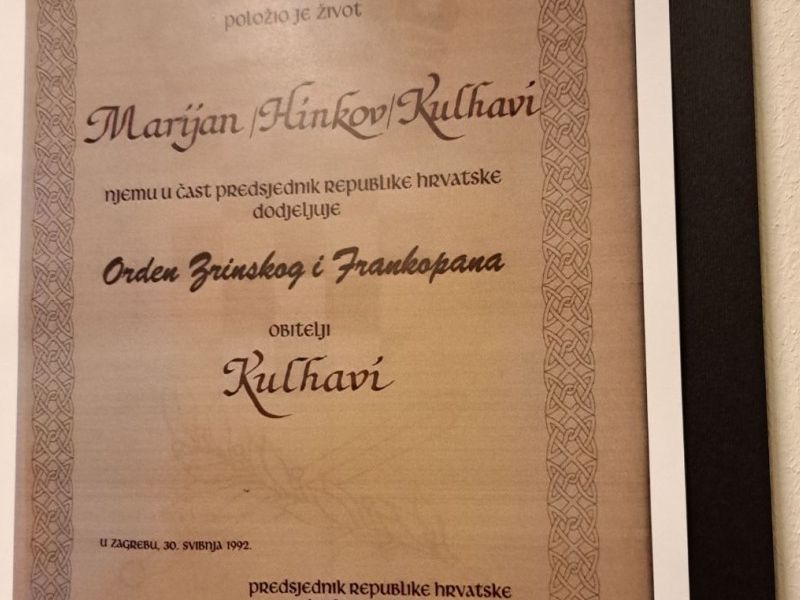 položio je život
Marijan /Hinkov/ Kulhavi
njemu u čast predsjednik republike hrvatske
dodjeljuje
Orden Zrinskog i Frankopana
obitelji
Kulhavi
u zagrebu, 30. svibnja 1992.
predsjednik republike hrvatske